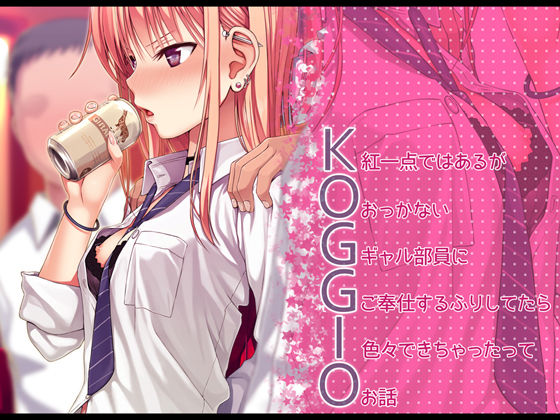 KOGGIO
紅一点ではあるが
おっかない
ギャル部員に
ご奉仕するふりしてたら
色々できちゃったって
お話